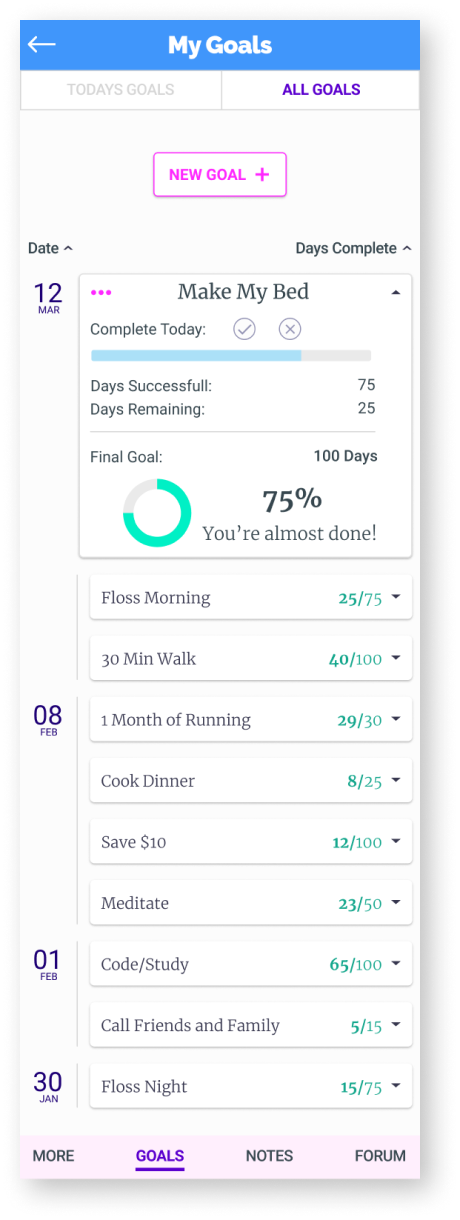 My Goals
TODAYS GOALS ALL GOALS
NEW GOAL +
Date Days Complete
12 MAR
Make My Bed
Complete Today:
Days Successfull: 75
Days Remaining: 25
Final Goal: 100 Days
75%
You're almost done!
Floss Morning 25/75
30 Min Walk 40/100
08 FEB
1 Month of Running 29/30
Cook Dinner 8/25
Save $10 12/100
Meditate 23/50
01 FEB
Code/Study 65/100
Call Friends and Family 5/15
30 JAN
Floss Night 15/75
MORE GOALS NOTES FORUM